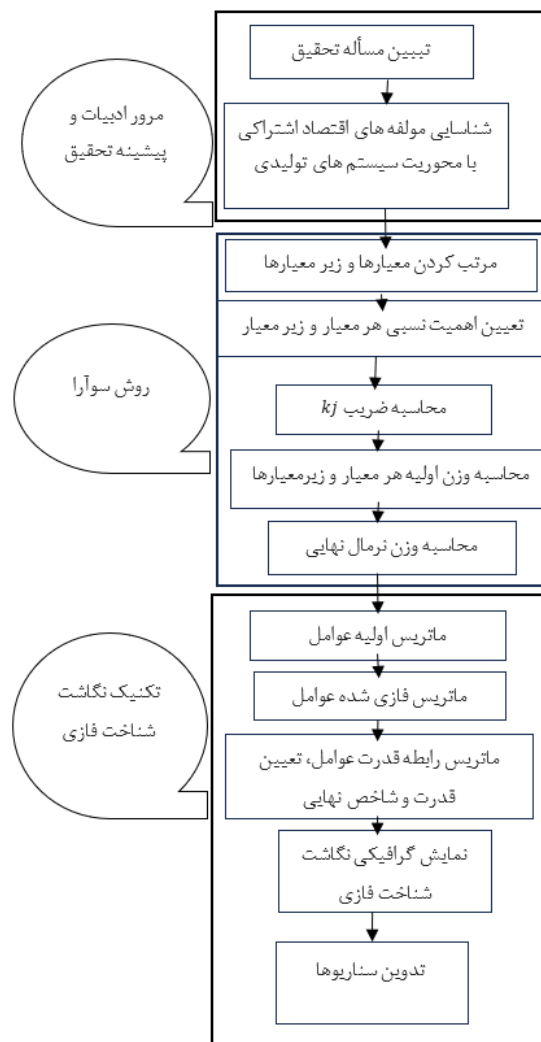 تبیین مسأله تحقیق
مرور ادبیات و
پیشینه تحقیق
شناسایی مولفه های اقتصاد اشتراکی
با محوریت سیستم های تولیدی
مرتب کردن معیارها و زیر معیارها
تعیین اهمیت نسبی هر معیار و زیر معیار
روش سوآرا
محاسبه ضریب kj
محاسبه وزن اولیه هر معیار و زیرمعیارها
محاسبه وزن نرمال نهایی
ماتریس اولیه عوامل
تکنیک نگاشت
شناخت فازی
ماتریس فازی شده عوامل
ماتریس رابطه قدرت عوامل، تعیین
قدرت و شاخص نهایی
نمایش گرافیکی نگاشت
شناخت فازی
تدوین سناریوها